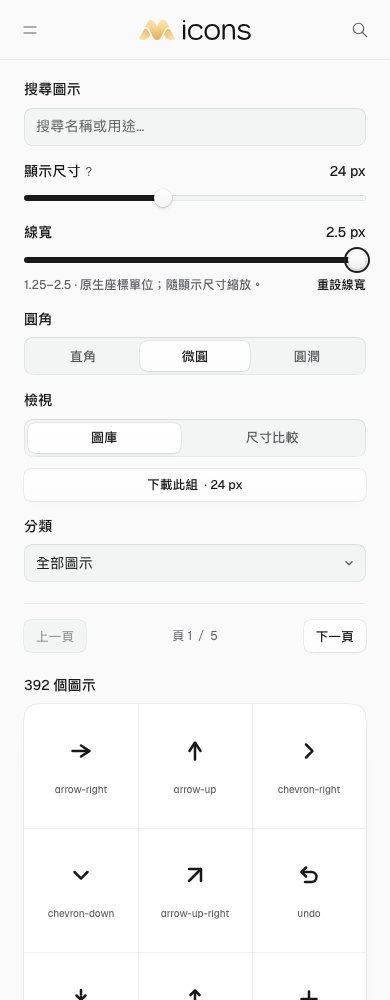 icons
搜尋圖示
搜尋名稱或用途...
顯示尺寸 ? 24 px
線寬 2.5 px
1.25–2.5 · 原生座標單位；隨顯示尺寸縮放。 重設線寬
圓角
直角 微圓 圓潤
檢視
圖庫 尺寸比較
下載此組 · 24 px
分類
全部圖示
上一頁 頁 1 / 5 下一頁
392 個圖示
arrow-right arrow-up chevron-right
chevron-down arrow-up-right undo